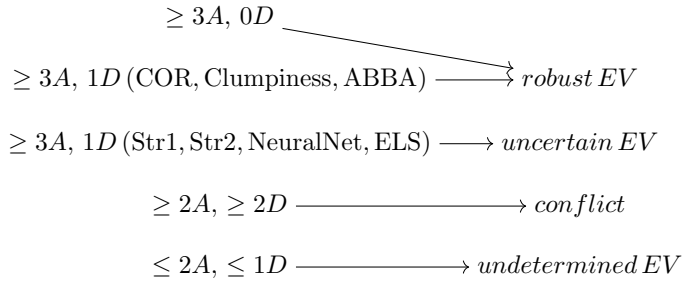 ≥ 3A, 0D
≥ 3A, 1D (COR, Clumpiness, ABBA) robust EV
≥ 3A, 1D (Str1, Str2, NeuralNet, ELS) uncertain EV
≥ 2A, ≥ 2D conflict
≤ 2A, ≤ 1D undetermined EV